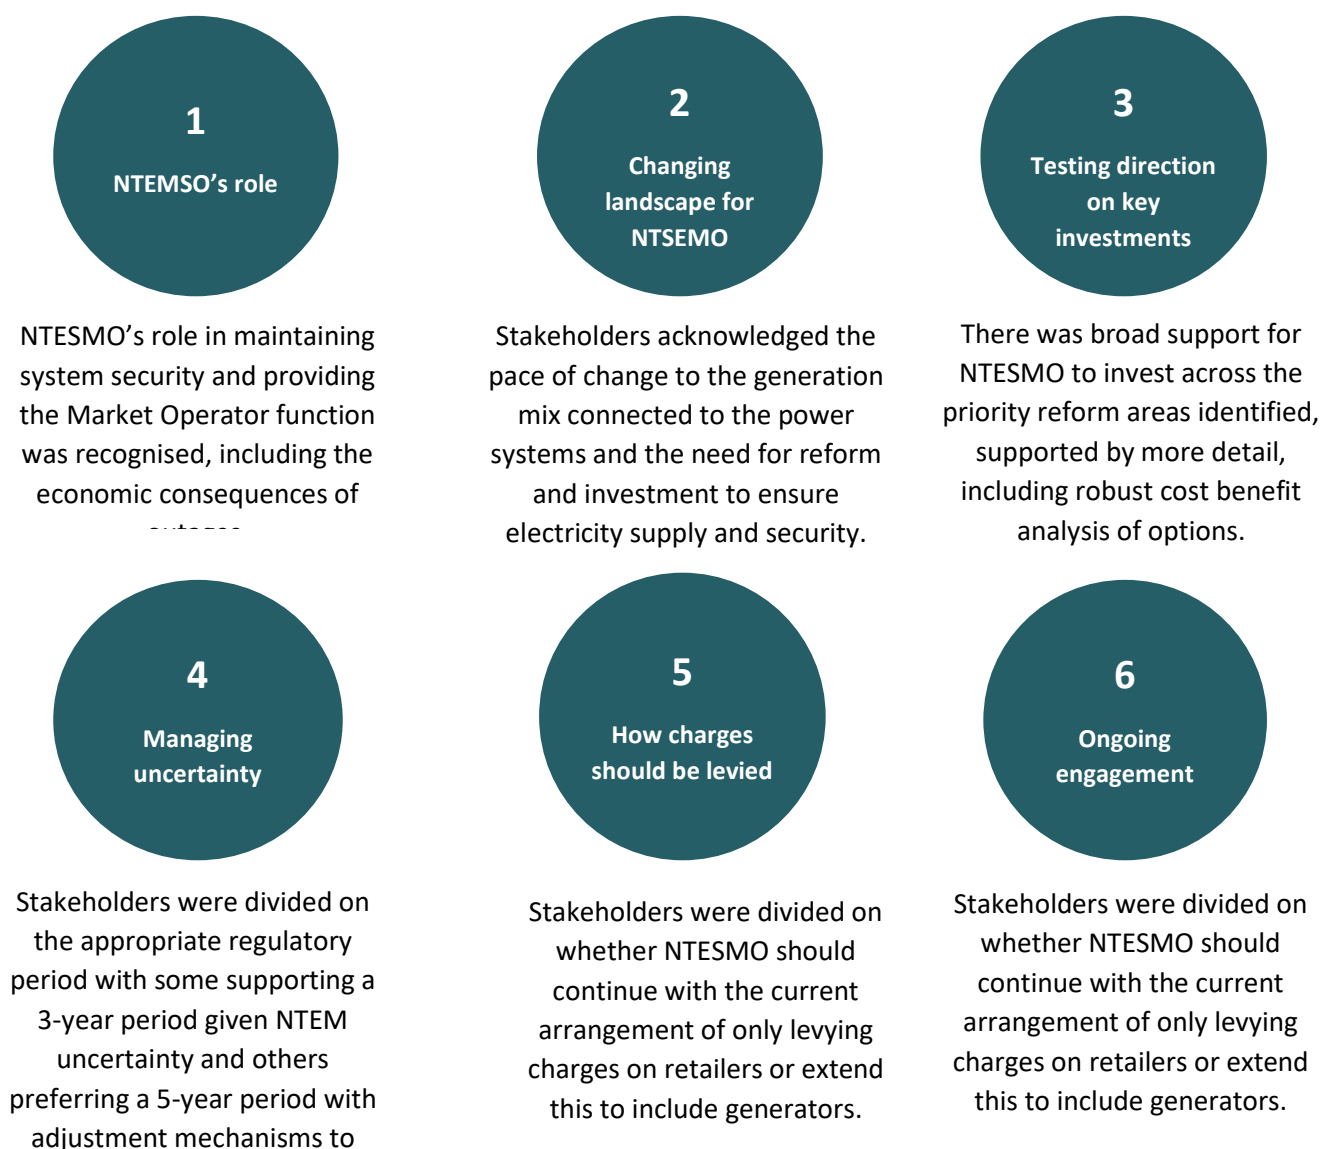 1
NTEMSO’s role
NTESMO’s role in maintaining
system security and providing
the Market Operator function
was recognised, including the
economic consequences of
2
Changing
landscape for
NTSEMO
Stakeholders acknowledged the
pace of change to the generation
mix connected to the power
systems and the need for reform
and investment to ensure
electricity supply and security.
3
Testing direction
on key
investments
There was broad support for
NTESMO to invest across the
priority reform areas identified,
supported by more detail,
including robust cost benefit
analysis of options.
4
Managing
uncertainty
Stakeholders were divided on
the appropriate regulatory
period with some supporting a
3-year period given NTEM
uncertainty and others
preferring a 5-year period with
adjustment mechanisms to
5
How charges
should be levied
Stakeholders were divided on
whether NTESMO should
continue with the current
arrangement of only levying
charges on retailers or extend
this to include generators.
6
Ongoing
engagement
Stakeholders were divided on
whether NTESMO should
continue with the current
arrangement of only levying
charges on retailers or extend
this to include generators.